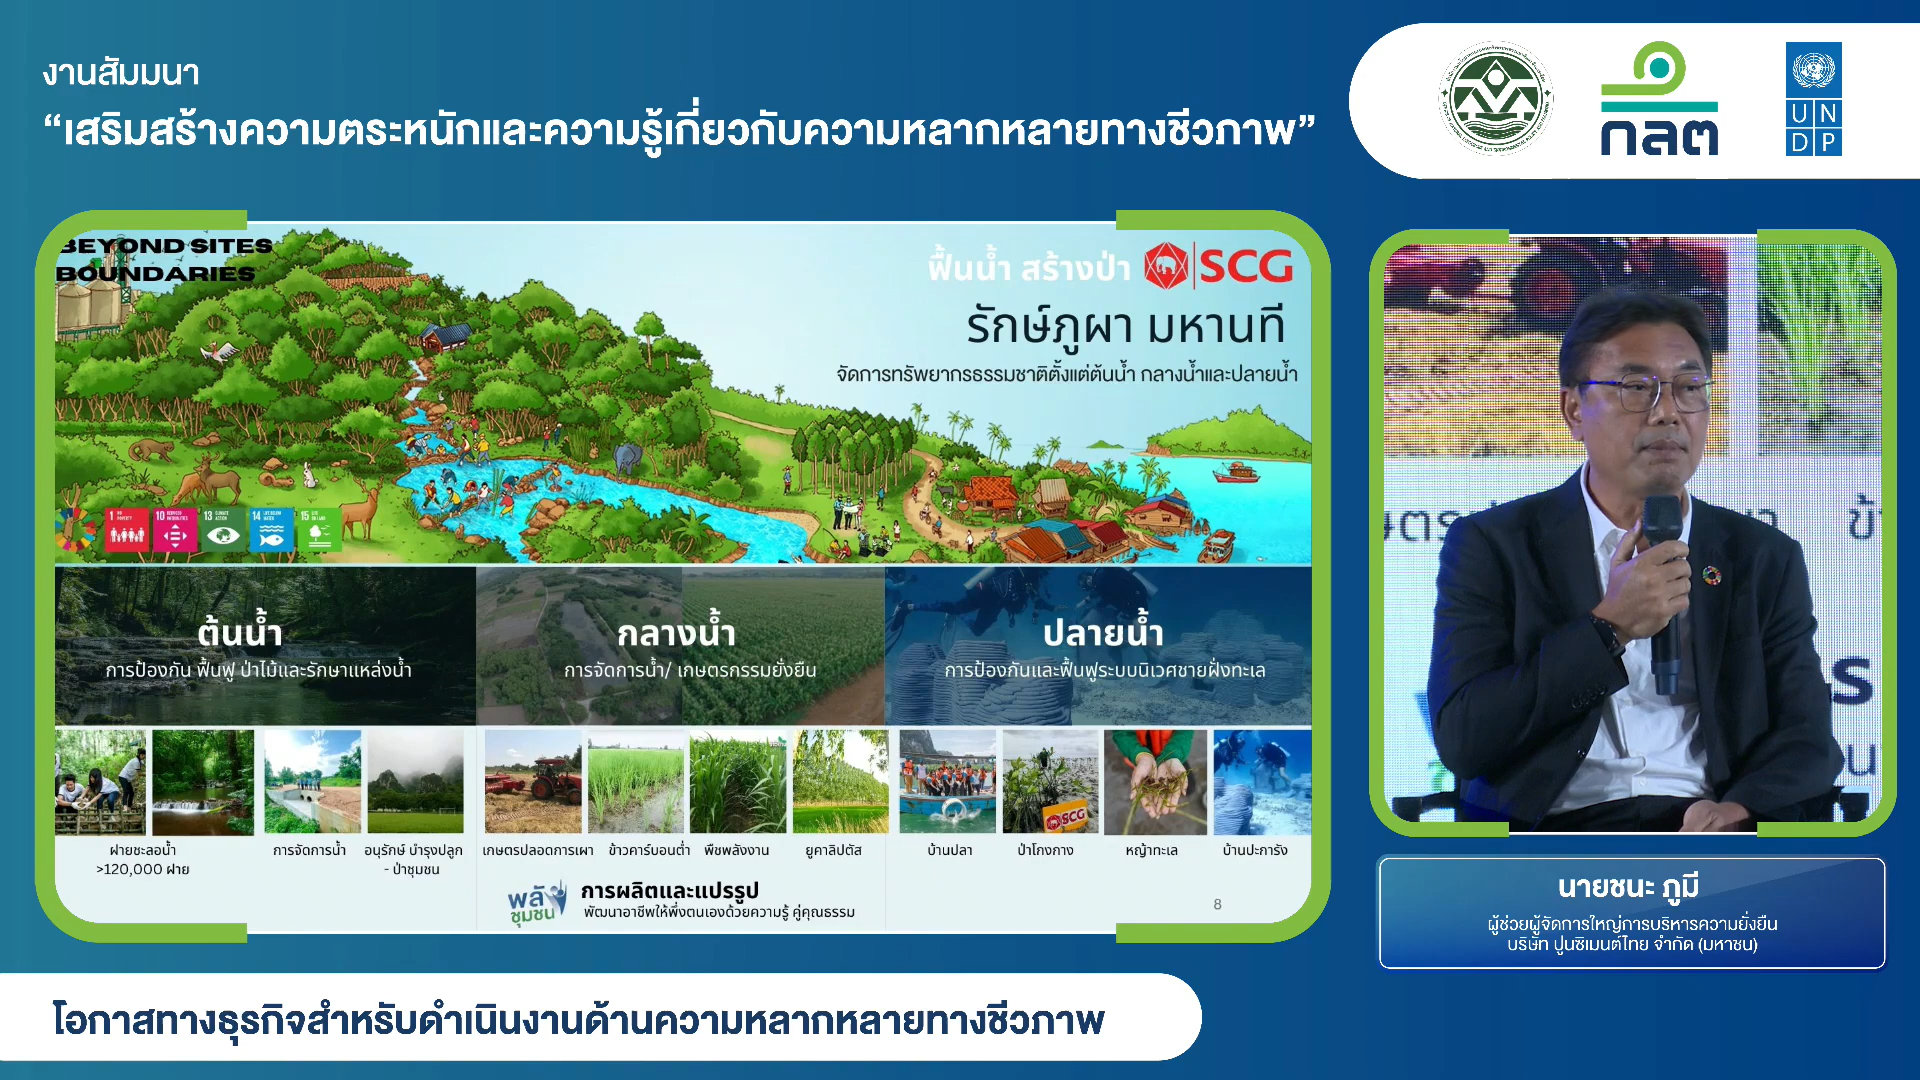 งานสัมมนา
“เสริมสร้างความตระหนักและความรู้เกี่ยวกับความหลากหลายทางชีวภาพ”
กลต
UN
DP
BEYOND SITES
BOUNDARIES
ฟื้นน้ำ สร้างป่า SCG
รักษ์ภูผา มหานที
จัดการทรัพยากรธรรมชาติตั้งแต่ต้นน้ำ กลางน้ำและปลายน้ำ
1 NO POVERTY
10 REDUCED INEQUALITIES
13 CLIMATE ACTION
14 LIFE BELOW WATER
15 LIFE ON LAND
ต้นน้ำ
การป้องกัน ฟื้นฟู ป่าไม้และรักษาแหล่งน้ำ
กลางน้ำ
การจัดการน้ำ/ เกษตรกรรมยั่งยืน
ปลายน้ำ
การป้องกันและฟื้นฟูระบบนิเวศชายฝั่งทะเล
SCG
ฝายชะลอน้ำ
>120,000 ฝาย
การจัดการน้ำ
อนุรักษ์ บำรุงปลูก
- ป่าชุมชน
เกษตรปลอดการเผา
ข้าวคาร์บอนต่ำ
พืชพลังงาน
ยูคาลิปตัส
บ้านปลา
ป่าโกงกาง
หญ้าทะเล
บ้านปะการัง
พลัง
ชุมชน
การผลิตและแปรรูป
พัฒนาอาชีพให้พึ่งตนเองด้วยความรู้ คู่คุณธรรม
8
นายชนะ ภูมี
ผู้ช่วยผู้จัดการใหญ่การบริหารความยั่งยืน
บริษัท ปูนซิเมนต์ไทย จำกัด (มหาชน)
โอกาสทางธุรกิจสำหรับดำเนินงานด้านความหลากหลายทางชีวภาพ